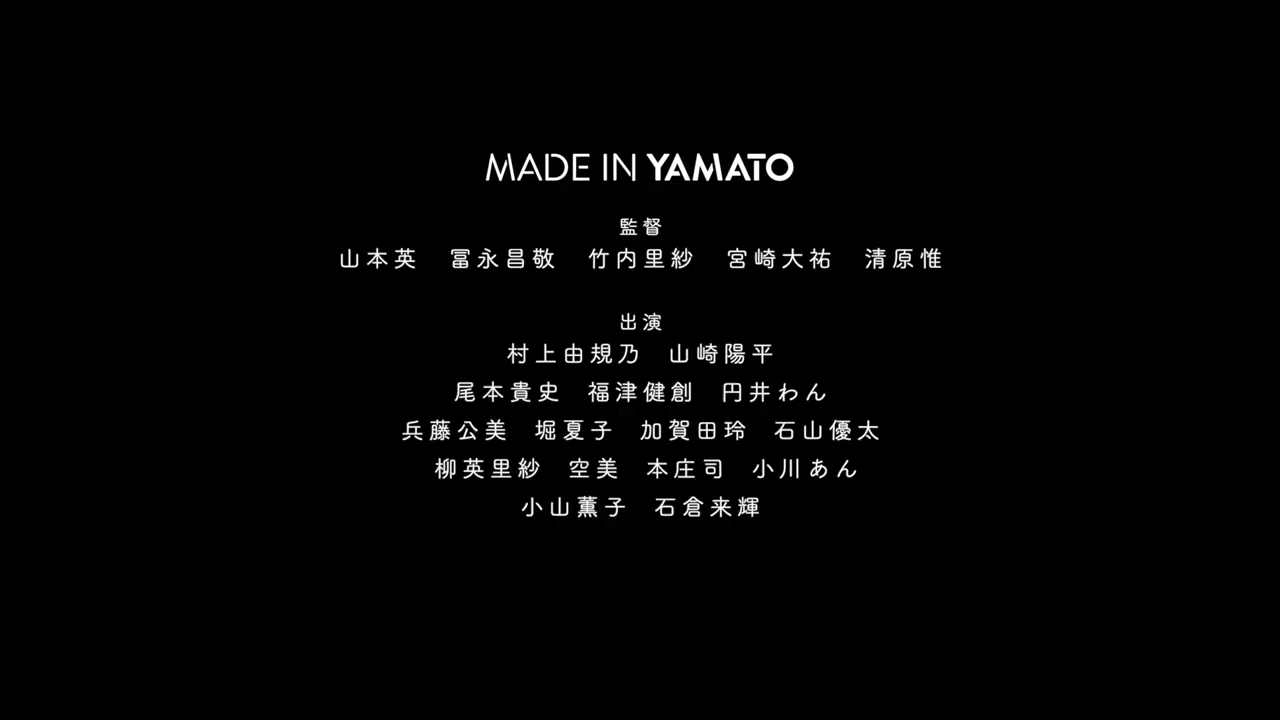 MADE IN YAMATO
監督
山本英　冨永昌敬　竹内里紗　宮崎大祐　清原惟
出演
村上由規乃　山崎陽平
尾本貴史　福津健創　円井わん
兵藤公美　堀夏子　加賀田玲　石山優太
柳英里紗　空美　本庄司　小川あん
小山薫子　石倉来輝